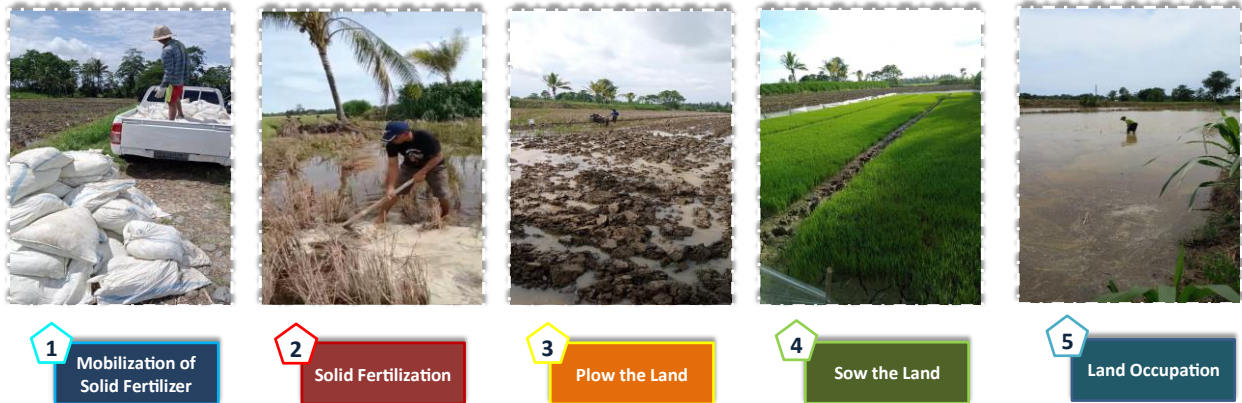 1
Mobilization of
Solid Fertilizer
2
Solid Fertilization
3
Plow the Land
4
Sow the Land
5
Land Occupation